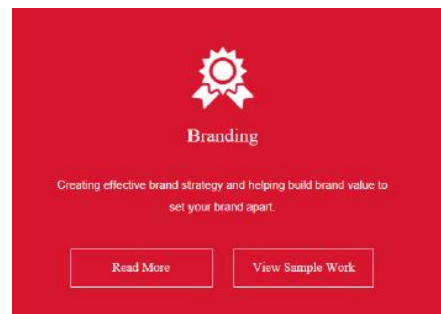 Branding
Creating effective brand strategy and helping build brand value to
set your brand apart.
Read More
View Sample Work